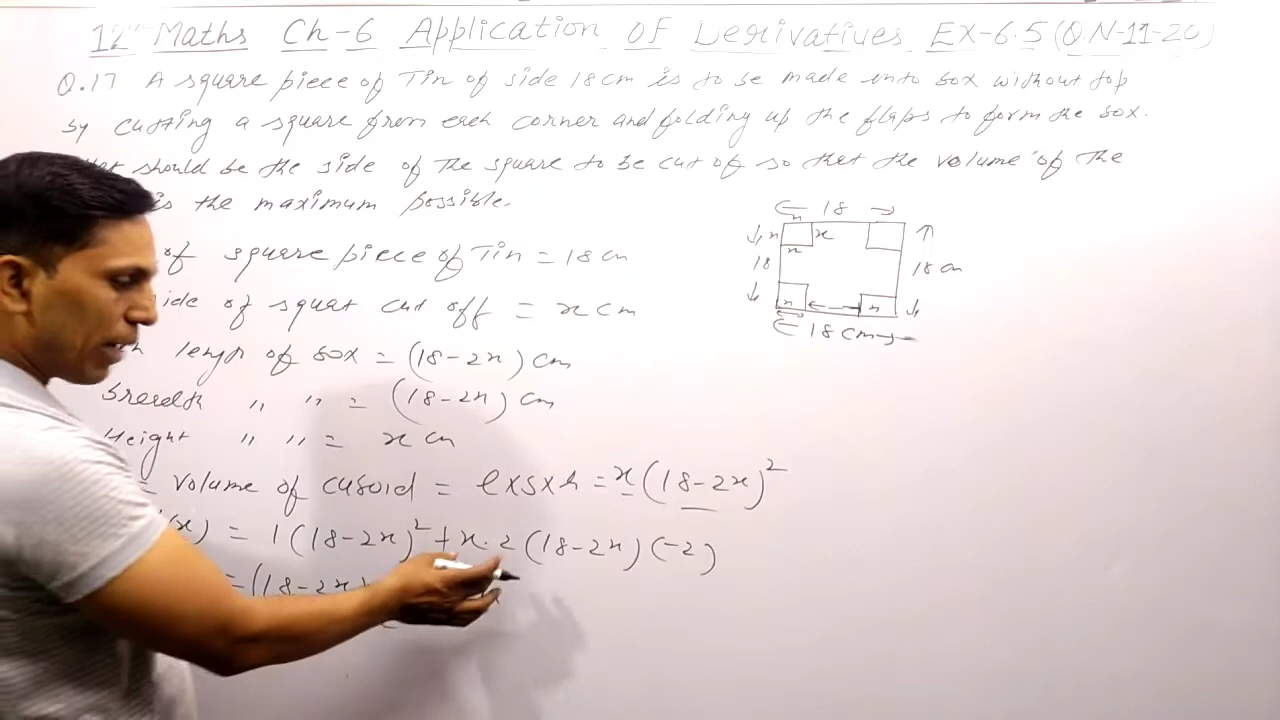 12th Maths Ch-6 Application OF Derivatives EX-6.5 (Q.N-11-20)
Q.17 A square piece of Tin of side 18cm is to be made into box without top
by cutting a square from each corner and folding up the flaps to form the box.
should be the side of the square to be cut of so that the volume of the
is the maximum possible.
← 18 →
x
↓ x x ↑
x
18 18 cm
↓ x ← → x ↓
← 18 cm →
of square piece of Tin = 18 cm
side of squar cut off = x cm
length of box = (18-2x) cm
Breadth " " = (18-2x) cm
Height " " = x cm
volume of cuboid = l×b×h = x(18-2x)²
(x) = 1(18-2x)² + x.2(18-2x)(-2)
= (18-2x)